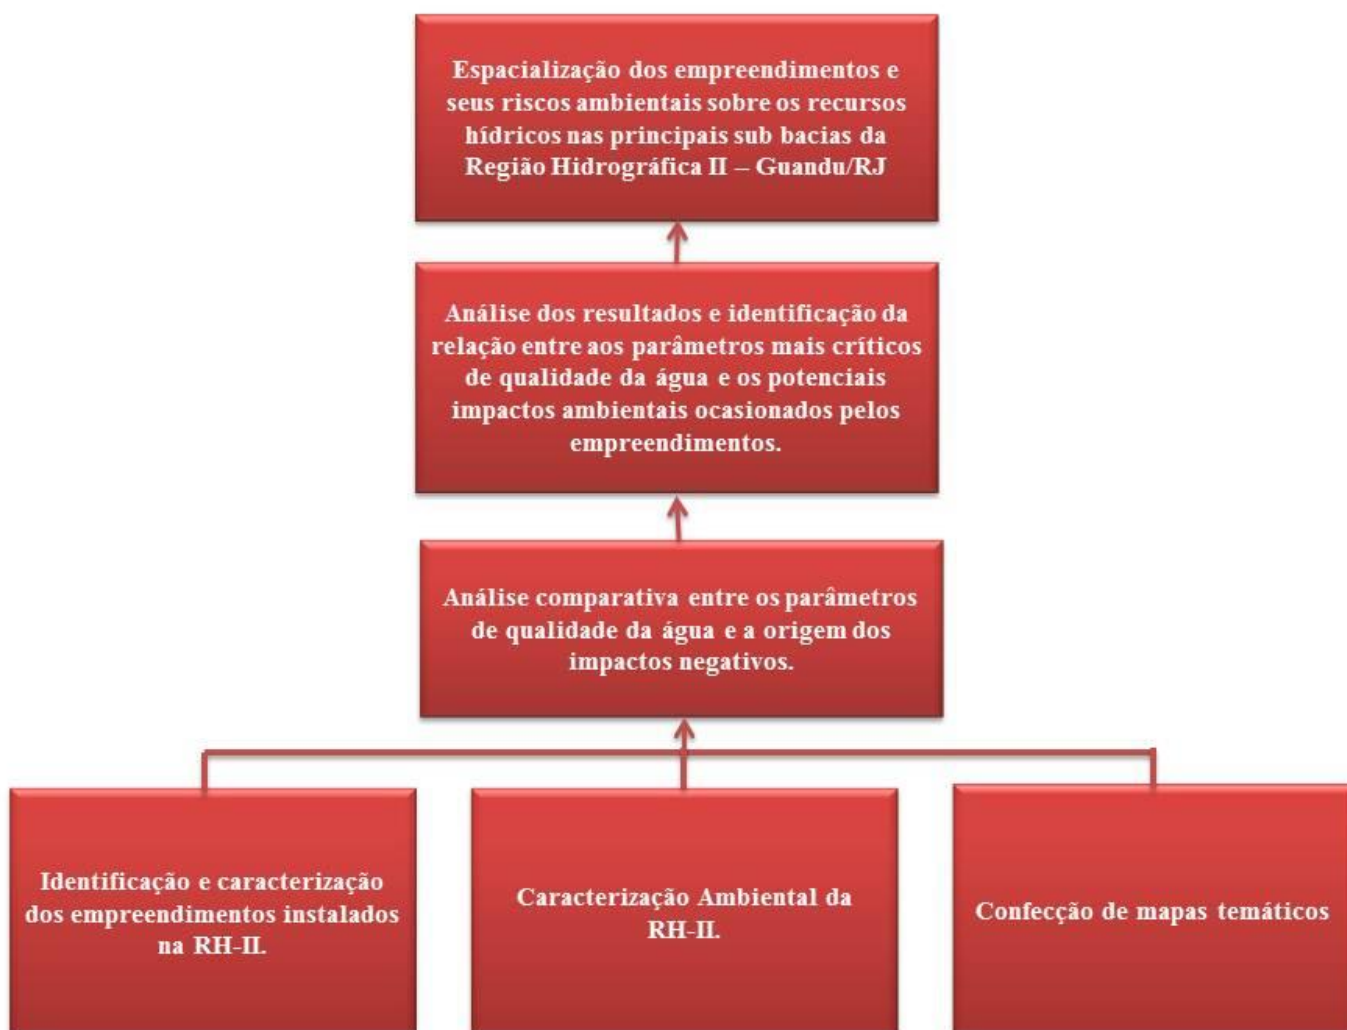 Espacialização dos empreendimentos e
seus riscos ambientais sobre os recursos
hídricos nas principais sub bacias da
Região Hidrográfica II – Guandu/RJ
Análise dos resultados e identificação da
relação entre aos parâmetros mais críticos
de qualidade da água e os potenciais
impactos ambientais ocasionados pelos
empreendimentos.
Análise comparativa entre os parâmetros
de qualidade da água e a origem dos
impactos negativos.
Identificação e caracterização
dos empreendimentos instalados
na RH-II.
Caracterização Ambiental da
RH-II.
Confecção de mapas temáticos